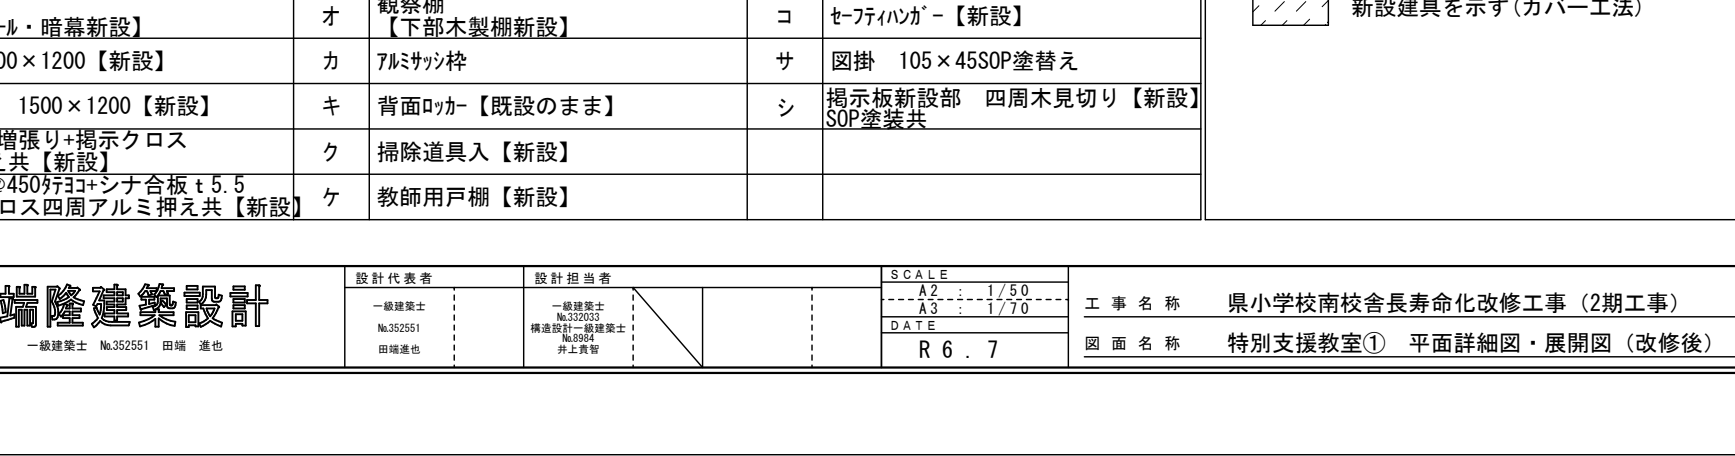 ール・暗幕新設】
オ
観察棚
【下部木製棚新設】
コ
ｾｰﾌﾃｨﾊﾝｶﾞｰ【新設】
新設建具を示す(カバー工法)
00×1200【新設】
カ
ｱﾙﾐｻｯｼ枠
サ
図掛　105×45SOP塗替え
1500×1200【新設】
キ
背面ﾛｯｶｰ【既設のまま】
シ
掲示板新設部　四周木見切り【新設】
SOP塗装共
増張り+掲示クロス
え共【新設】
ク
掃除道具入【新設】
@450ﾀﾃﾖｺ+シナ合板ｔ5.5
ロス四周アルミ押え共【新設】
ケ
教師用戸棚【新設】
端隆建築設計
一級建築士　№352551　田端　進也
設計代表者
一級建築士
№352551
田端進也
設計担当者
一級建築士
№332033
構造設計一級建築士
№8984
井上貴智
SCALE
A2 : 1/50
A3 : 1/70
DATE
R6.7
工事名称
県小学校南校舎長寿命化改修工事（2期工事）
図面名称
特別支援教室①　平面詳細図・展開図（改修後）